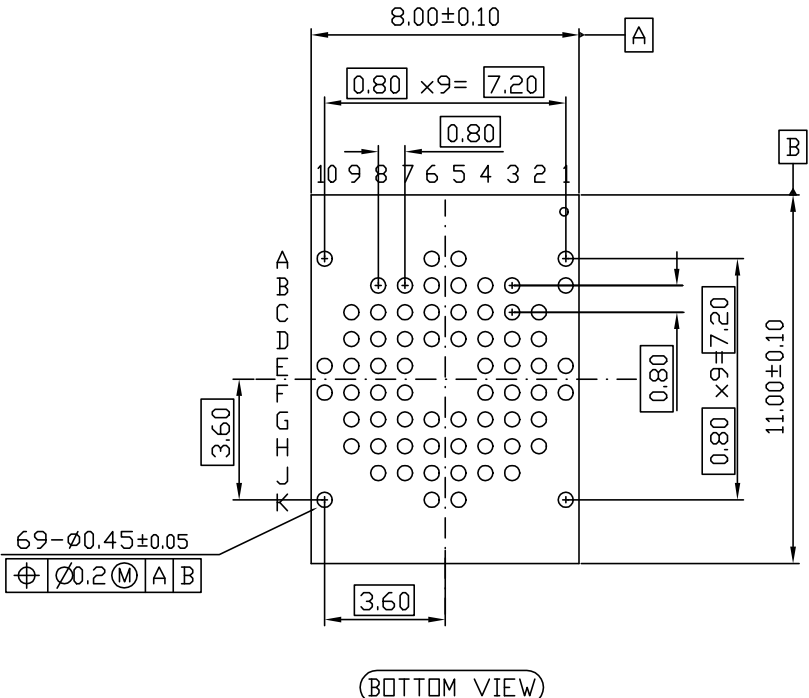 8.00±0.10
A
0.80 ×9= 7.20
0.80
B
10 9 8 7 6 5 4 3 2 1
A
B
C
D
E
F
G
H
J
K
0.80
0.80 ×9=7.20
11.00±0.10
3.60
69-Ø0.45±0.05
⌖ Ø0.2 Ⓜ A B
3.60
BOTTOM VIEW